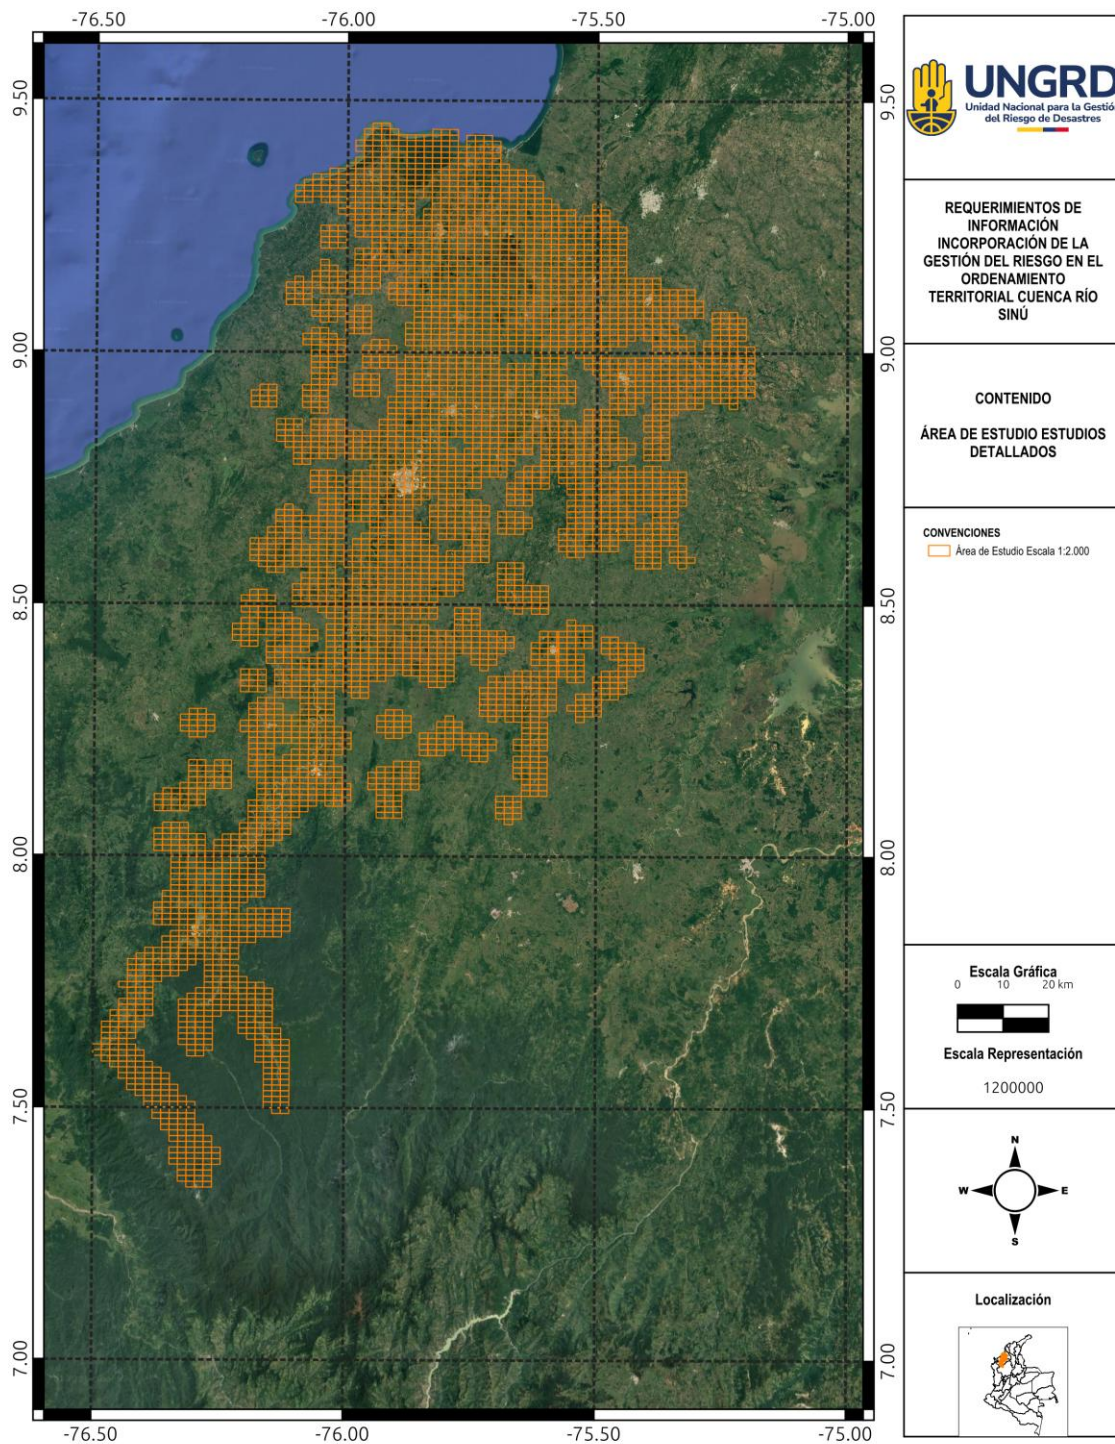 -76.50 -76.00 -75.50 -75.00
9.50 9.50
9.00 9.00
8.50 8.50
8.00 8.00
7.50 7.50
7.00 7.00
-76.50 -76.00 -75.50 -75.00
UNGRD
Unidad Nacional para la Gestió
del Riesgo de Desastres
REQUERIMIENTOS DE
INFORMACIÓN
INCORPORACIÓN DE LA
GESTIÓN DEL RIESGO EN EL
ORDENAMIENTO
TERRITORIAL CUENCA RÍO
SINÚ
CONTENIDO
ÁREA DE ESTUDIO ESTUDIOS
DETALLADOS
CONVENCIONES
Área de Estudio Escala 1:2.000
Escala Gráfica
0 10 20 km
Escala Representación
1200000
N
W E
S
Localización